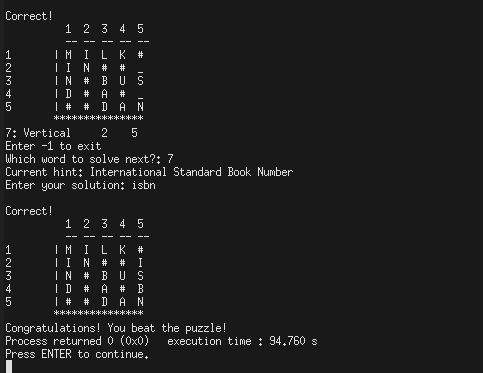 Correct!
          1  2  3  4  5
          -- -- -- -- --
1       | M  I  L  K  #
2       | I  N  #  #  _
3       | N  #  B  U  S
4       | D  #  A  #  _
5       | #  #  D  A  N
        ***************
7: Vertical     2    5
Enter -1 to exit
Which word to solve next?: 7
Current hint: International Standard Book Number
Enter your solution: isbn

Correct!
          1  2  3  4  5
          -- -- -- -- --
1       | M  I  L  K  #
2       | I  N  #  #  I
3       | N  #  B  U  S
4       | D  #  A  #  B
5       | #  #  D  A  N
        ***************
Congratulations! You beat the puzzle!
Process returned 0 (0x0)   execution time : 94.760 s
Press ENTER to continue.